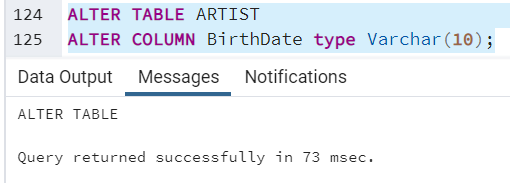 124 ALTER TABLE ARTIST
125 ALTER COLUMN BirthDate type Varchar(10);
Data Output Messages Notifications
ALTER TABLE
Query returned successfully in 73 msec.